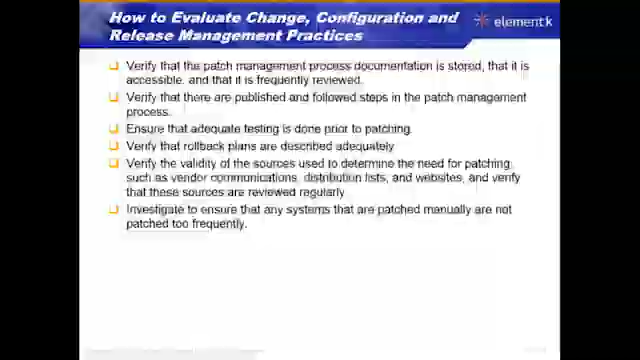 How to Evaluate Change, Configuration and
Release Management Practices
element k
Verify that the patch management process documentation is stored, that it is
accessible, and that it is frequently reviewed.
Verify that there are published and followed steps in the patch management
process.
Ensure that adequate testing is done prior to patching.
Verify that rollback plans are described adequately
Verify the validity of the sources used to determine the need for patching,
such as vendor communications, distribution lists, and websites, and verify
that these sources are reviewed regularly
Investigate to ensure that any systems that are patched manually are not
patched too frequently.